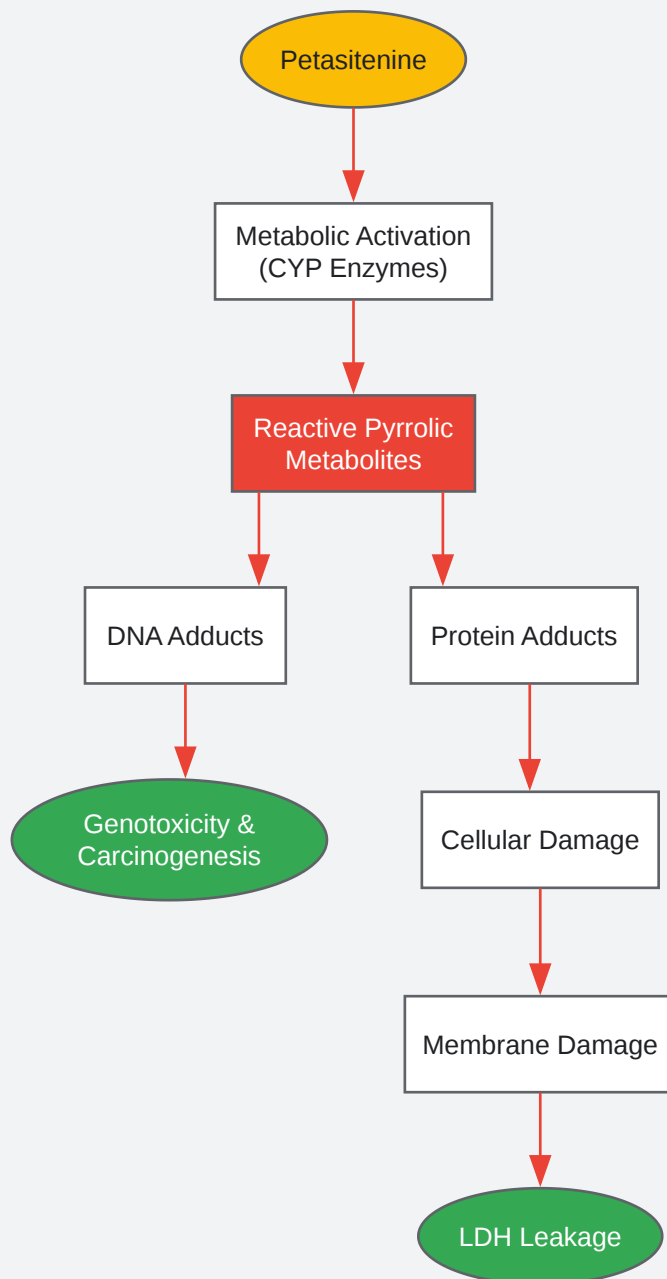 Petasitenine
Metabolic Activation
(CYP Enzymes)
Reactive Pyrrolic
Metabolites
DNA Adducts
Protein Adducts
Genotoxicity &
Carcinogenesis
Cellular Damage
Membrane Damage
LDH Leakage